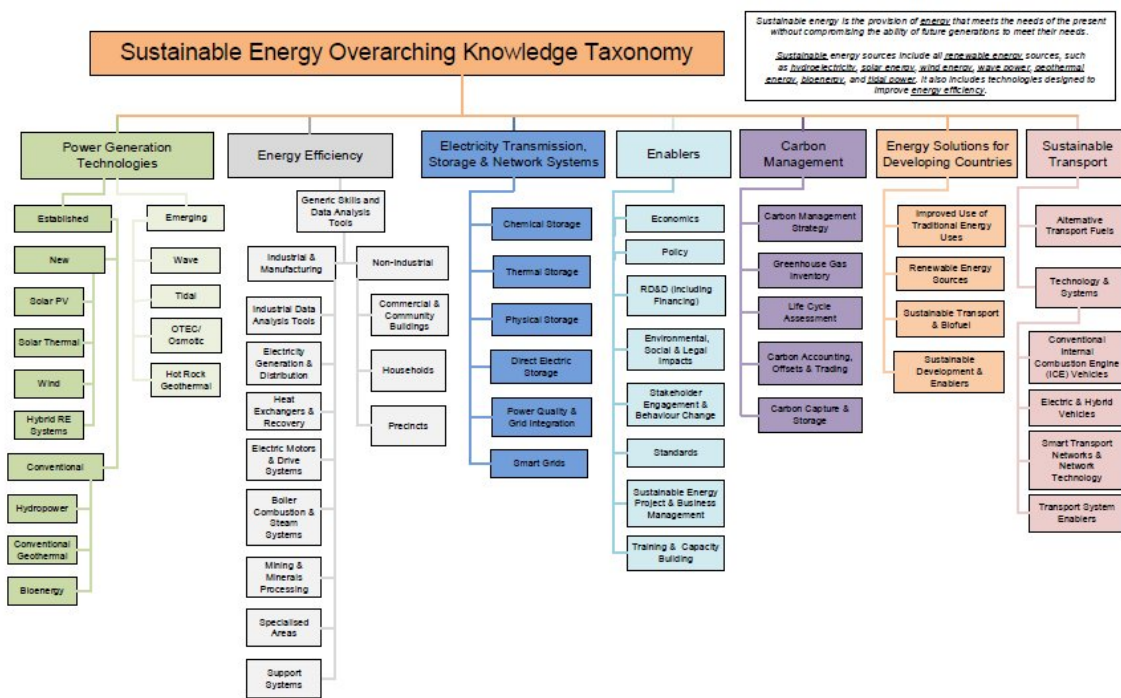 Sustainable energy is the provision of energy that meets the needs of the present
without compromising the ability of future generations to meet their needs.
Sustainable energy sources include all renewable energy sources, such
as hydroelectricity, solar energy, wind energy, wave power, geothermal
energy, bioenergy, and tidal power. It also includes technologies designed to
improve energy efficiency.
Sustainable Energy Overarching Knowledge Taxonomy
Power Generation
Technologies
Established
New
Solar PV
Solar Thermal
Wind
Hybrid RE
Systems
Conventional
Hydropower
Conventional
Geothermal
Bioenergy
Emerging
Wave
Tidal
OTEC/
Osmotic
Hot Rock
Geothermal
Energy Efficiency
Generic Skills and
Data Analysis
Tools
Industrial &
Manufacturing
Industrial Data
Analysis Tools
Electricity
Generation &
Distribution
Heat
Exchangers &
Recovery
Electric Motors
& Drive
Systems
Boiler
Combustion &
Steam
Systems
Mining &
Minerals
Processing
Specialised
Areas
Support
Systems
Non-Industrial
Commercial &
Community
Buildings
Households
Precincts
Electricity Transmission,
Storage & Network Systems
Chemical Storage
Thermal Storage
Physical Storage
Direct Electric
Storage
Power Quality &
Grid Integration
Smart Grids
Enablers
Economics
Policy
RD&D (Including
Financing)
Environmental,
Social & Legal
Impacts
Stakeholder
Engagement &
Behaviour Change
Standards
Sustainable Energy
Project & Business
Management
Training & Capacity
Building
Carbon
Management
Carbon Management
Strategy
Greenhouse Gas
Inventory
Life Cycle
Assessment
Carbon Accounting,
Offsets & Trading
Carbon Capture &
Storage
Energy Solutions for
Developing Countries
Improved Use of
Traditional Energy
Uses
Renewable Energy
Sources
Sustainable Transport
& Biofuel
Sustainable
Development &
Enablers
Sustainable
Transport
Alternative
Transport Fuels
Technology &
Systems
Conventional
Internal
Combustion Engine
(ICE) Vehicles
Electric & Hybrid
Vehicles
Smart Transport
Networks &
Network
Technology
Transport System
Enablers